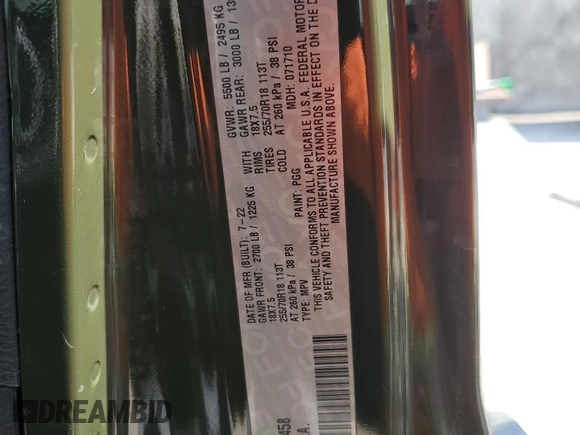 DATE OF MFR (BUILT): 7-22 GVWR: 5500 LB / 2495 KG
GAWR FRONT: 2700 LB / 1225 KG WITH GAWR REAR: 3000 LB /
18X7.5 RIMS 18X7.5
255/70R18 113T TIRES 255/70R18 113T
AT 260 kPa / 38 PSI COLD AT 260 kPa / 38 PSI
TYPE: MPV PAINT: PGG MDH: 071710
THIS VEHICLE CONFORMS TO ALL APPLICABLE U.S.A. FEDERAL MOTOR
SAFETY AND THEFT PREVENTION STANDARDS IN EFFECT ON THE
MANUFACTURE SHOWN ABOVE.
458
.A.
DREAMBID